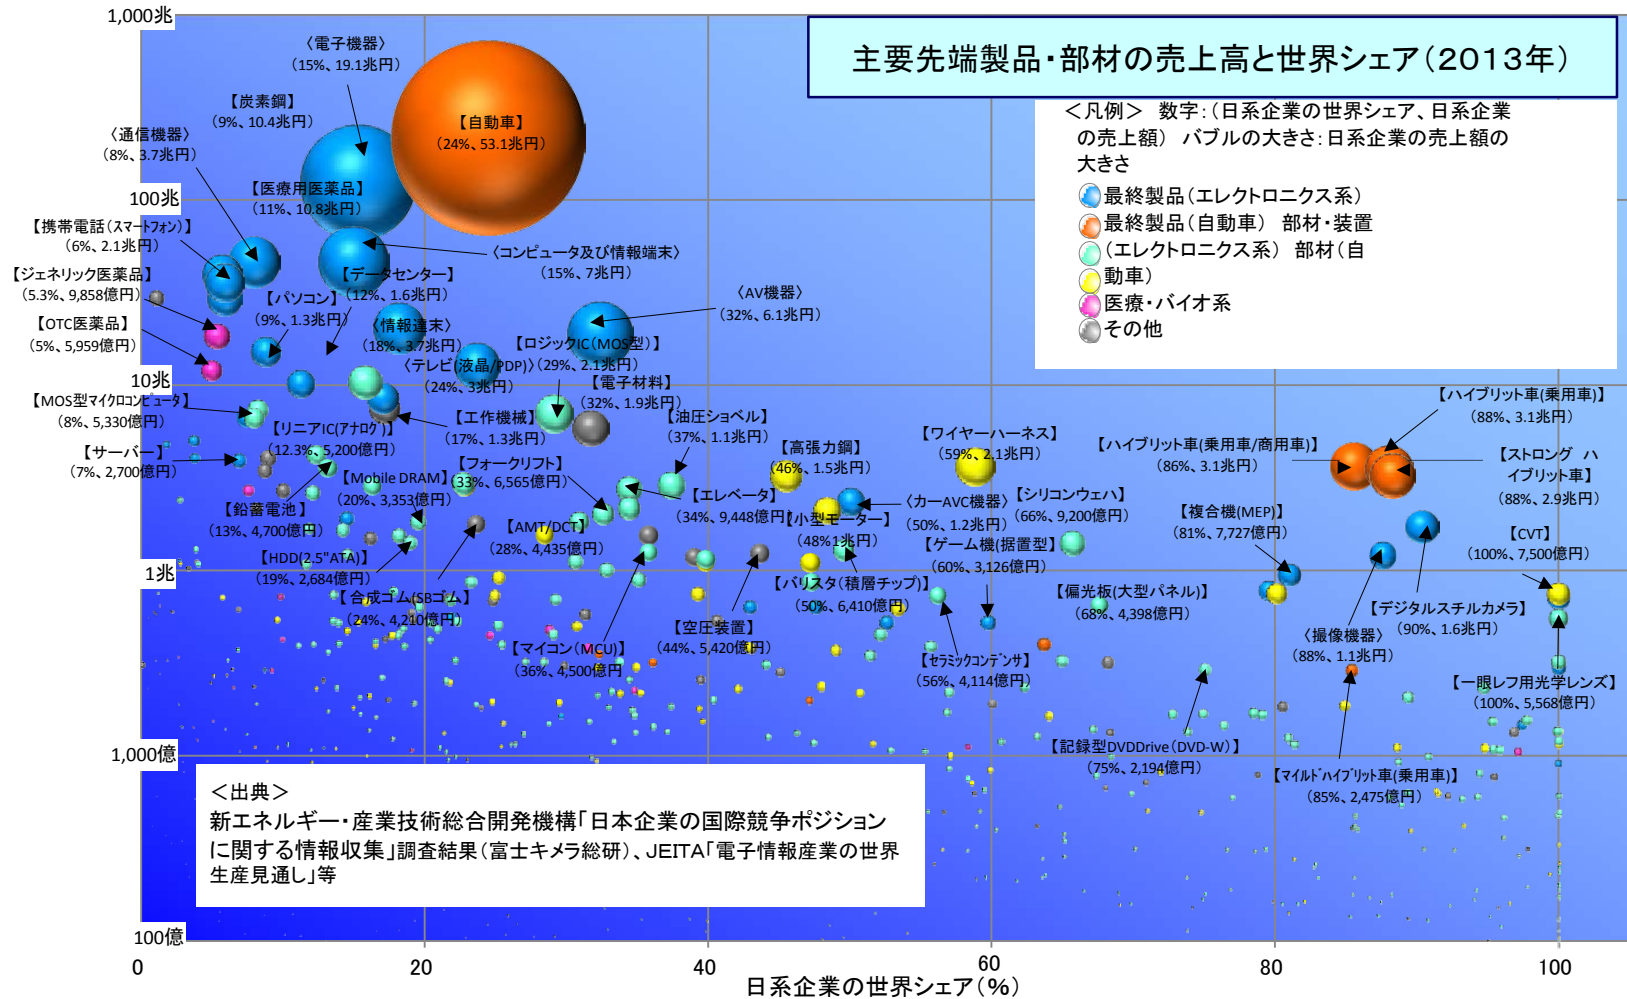 主要先端製品・部材の売上高と世界シェア(2013年)
<凡例> 数字:(日系企業の世界シェア、日系企業
の売上額) バブルの大きさ:日系企業の売上額の
大きさ
最終製品(エレクトロニクス系)
最終製品(自動車) 部材・装置
(エレクトロニクス系) 部材(自
動車)
医療・バイオ系
その他
1,000兆
100兆
10兆
1兆
1,000億
100億
〈電子機器〉
(15%、19.1兆円)
【炭素鋼】
(9%、10.4兆円)
〈通信機器〉
(8%、3.7兆円)
【自動車】
(24%、53.1兆円)
【医療用医薬品】
(11%、10.8兆円)
【携帯電話(スマートフォン)】
(6%、2.1兆円)
〈コンピュータ及び情報端末〉
(15%、7兆円)
【ジェネリック医薬品】
(5.3%、9,858億円)
【データセンター】
(12%、1.6兆円)
【パソコン】
(9%、1.3兆円)
〈AV機器〉
(32%、6.1兆円)
【OTC医薬品】
(5%、5,959億円)
〈情報達末〉
(18%、3.7兆円)
【ロジックIC(MOS型)】
(29%、2.1兆円)
〈テレビ(液晶/PDP)〉
(24%、3兆円)
【電子材料】
(32%、1.9兆円)
【MOS型マイクロコンピュータ】
(8%、5,330億円)
【工作機械】
(17%、1.3兆円)
【油圧ショベル】
(37%、1.1兆円)
【リニアIC(アナログ)】
(12.3%、5,200億円)
【サーバー】
(7%、2,700億円)
【高張力鋼】
(46%、1.5兆円)
【ワイヤーハーネス】
(59%、2.1兆円)
【ハイブリット車(乗用車)】
(88%、3.1兆円)
【ハイブリット車(乗用車/商用車)】
(86%、3.1兆円)
【ストロング ハ
イブリット車】
(88%、2.9兆円)
【Mobile DRAM】
(20%、3,353億円)
【フォークリフト】
(33%、6,565億円)
【エレベータ】
(34%、9,448億円)
〈カーAVC機器〉
(50%、1.2兆円)
【シリコンウェハ】
(66%、9,200億円)
【鉛蓄電池】
(13%、4,700億円)
【AMT/DCT】
(28%、4,435億円)
【小型モーター】
(48%1兆円)
【複合機(MEP)】
(81%、7,727億円)
【CVT】
(100%、7,500億円)
【HDD(2.5"ATA)】
(19%、2,684億円)
【ゲーム機(据置型)】
(60%、3,126億円)
【合成ゴム(SBゴム】
(24%、4,210億円)
【バリスタ(積層チップ)】
(50%、6,410億円)
【偏光板(大型パネル)】
(68%、4,398億円)
【デジタルスチルカメラ】
(90%、1.6兆円)
【マイコン(MCU)】
(36%、4,500億円)
【空圧装置】
(44%、5,420億円)
【セラミックコンデンサ】
(56%、4,114億円)
〈撮像機器〉
(88%、1.1兆円)
【一眼レフ用光学レンズ】
(100%、5,568億円)
【記録型DVDDrive(DVD-W)】
(75%、2,194億円)
【マイルドハイブリット車(乗用車)】
(85%、2,475億円)
<出典>
新エネルギー・産業技術総合開発機構「日本企業の国際競争ポジション
に関する情報収集」調査結果(富士キメラ総研)、JEITA「電子情報産業の世界
生産見通し」等
0
20
40
60
80
100
日系企業の世界シェア(%)